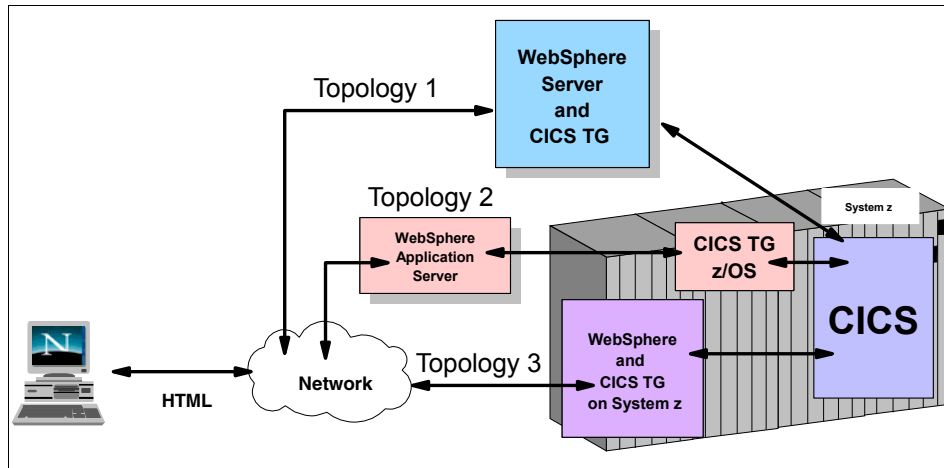 WebSphere
Server
and
CICS TG
Topology 1
Topology 2
System z
WebSphere
Application
Server
CICS TG
z/OS
CICS
WebSphere
and
CICS TG
on System z
Topology 3
N
Network
HTML